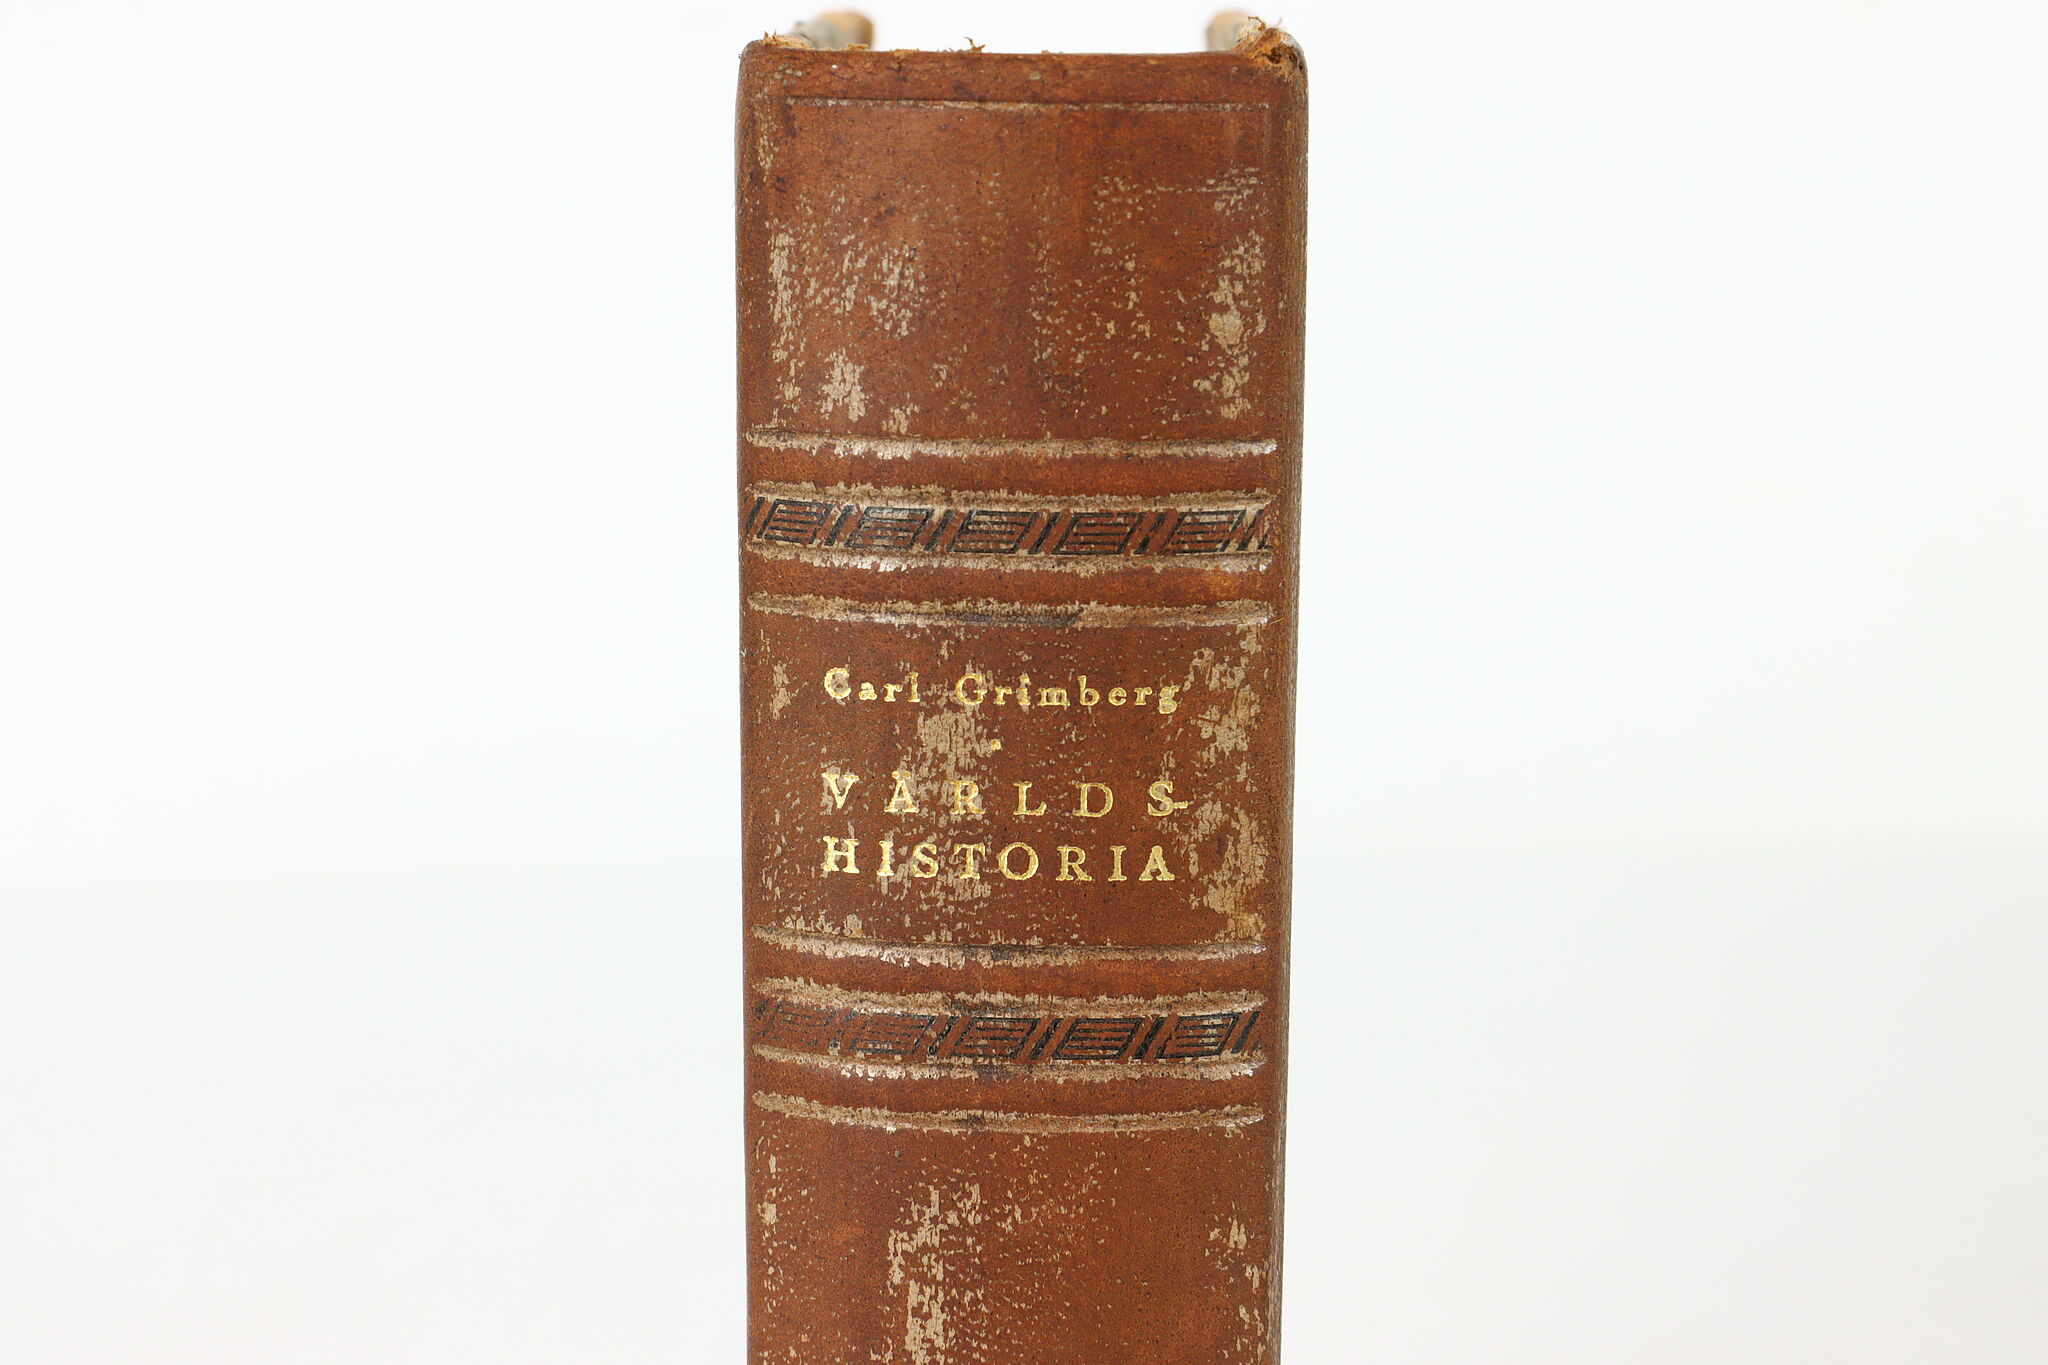 Carl Grimberg
VÄRLDS-
HISTORIA